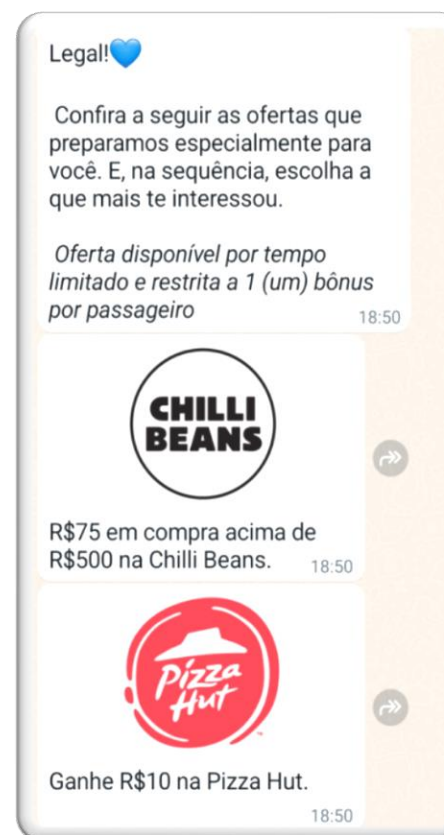 Legal!💙
Confira a seguir as ofertas que
preparamos especialmente para
você. E, na sequência, escolha a
que mais te interessou.
Oferta disponível por tempo
limitado e restrita a 1 (um) bônus
por passageiro
18:50
CHILLI
BEANS
R$75 em compra acima de
R$500 na Chilli Beans.
18:50
Pizza
Hut
Ganhe R$10 na Pizza Hut.
18:50